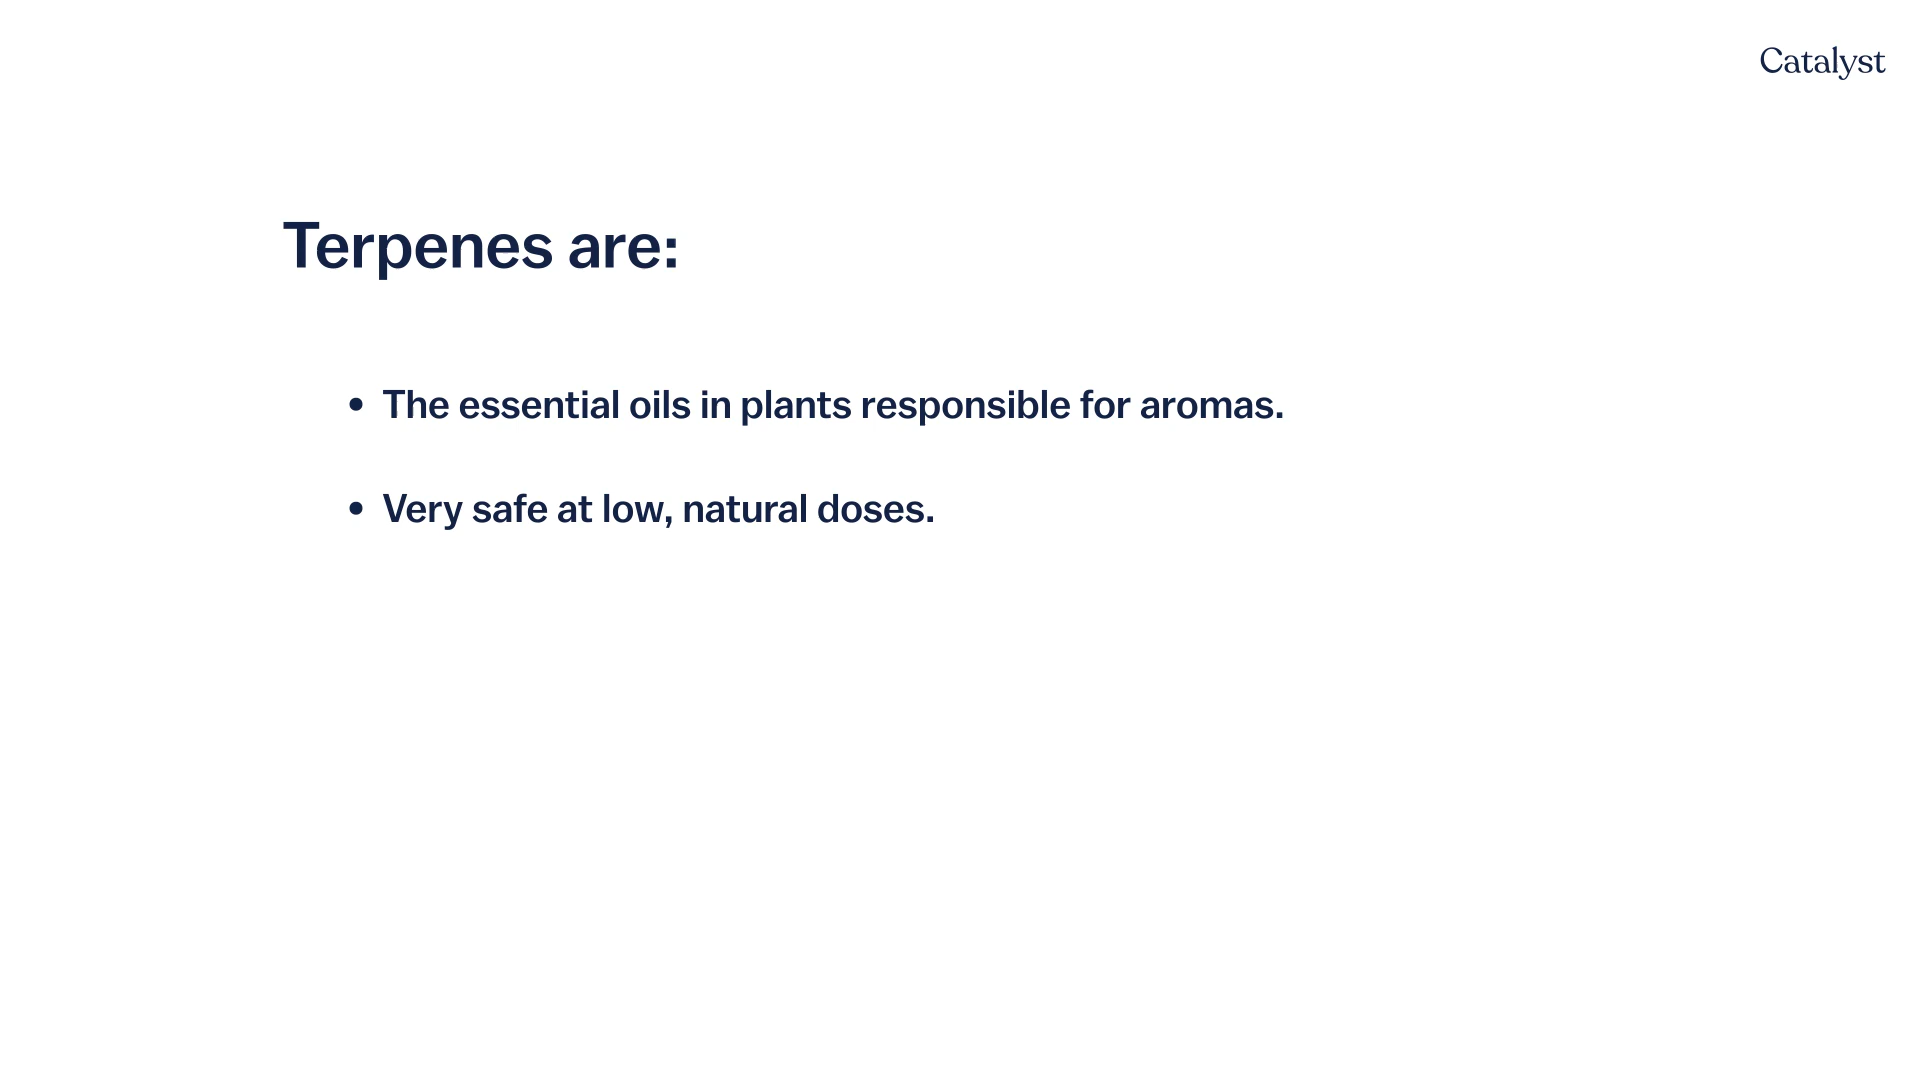 Catalyst
Terpenes are:
• The essential oils in plants responsible for aromas.
• Very safe at low, natural doses.